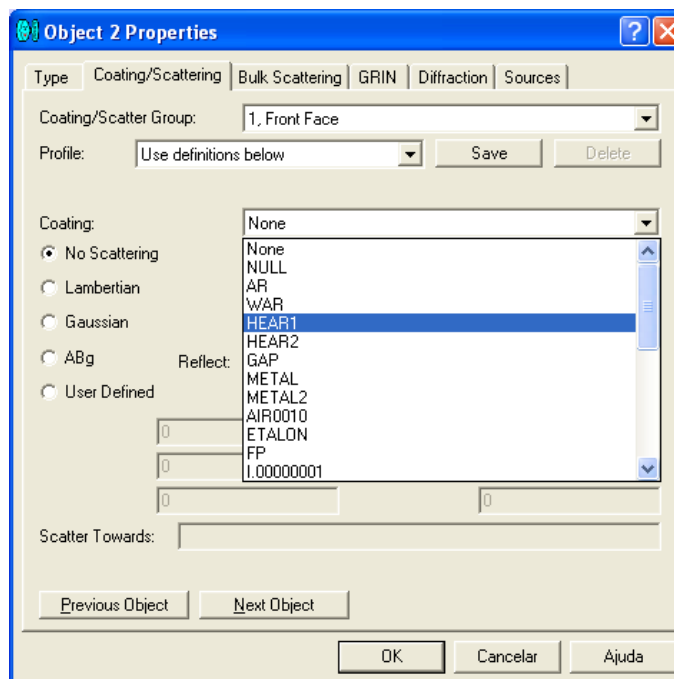 Object 2 Properties
Type Coating/Scattering Bulk Scattering GRIN Diffraction Sources
Coating/Scatter Group: 1, Front Face
Profile: Use definitions below Save Delete
Coating: None
No Scattering None
NULL
Lambertian AR
WAR
Gaussian HEAR1
HEAR2
ABg Reflect: GAP
METAL
User Defined METAL2
AIR0010
0 ETALON
FP
0 I.00000001
0 0
Scatter Towards:
Previous Object Next Object
OK Cancelar Ajuda